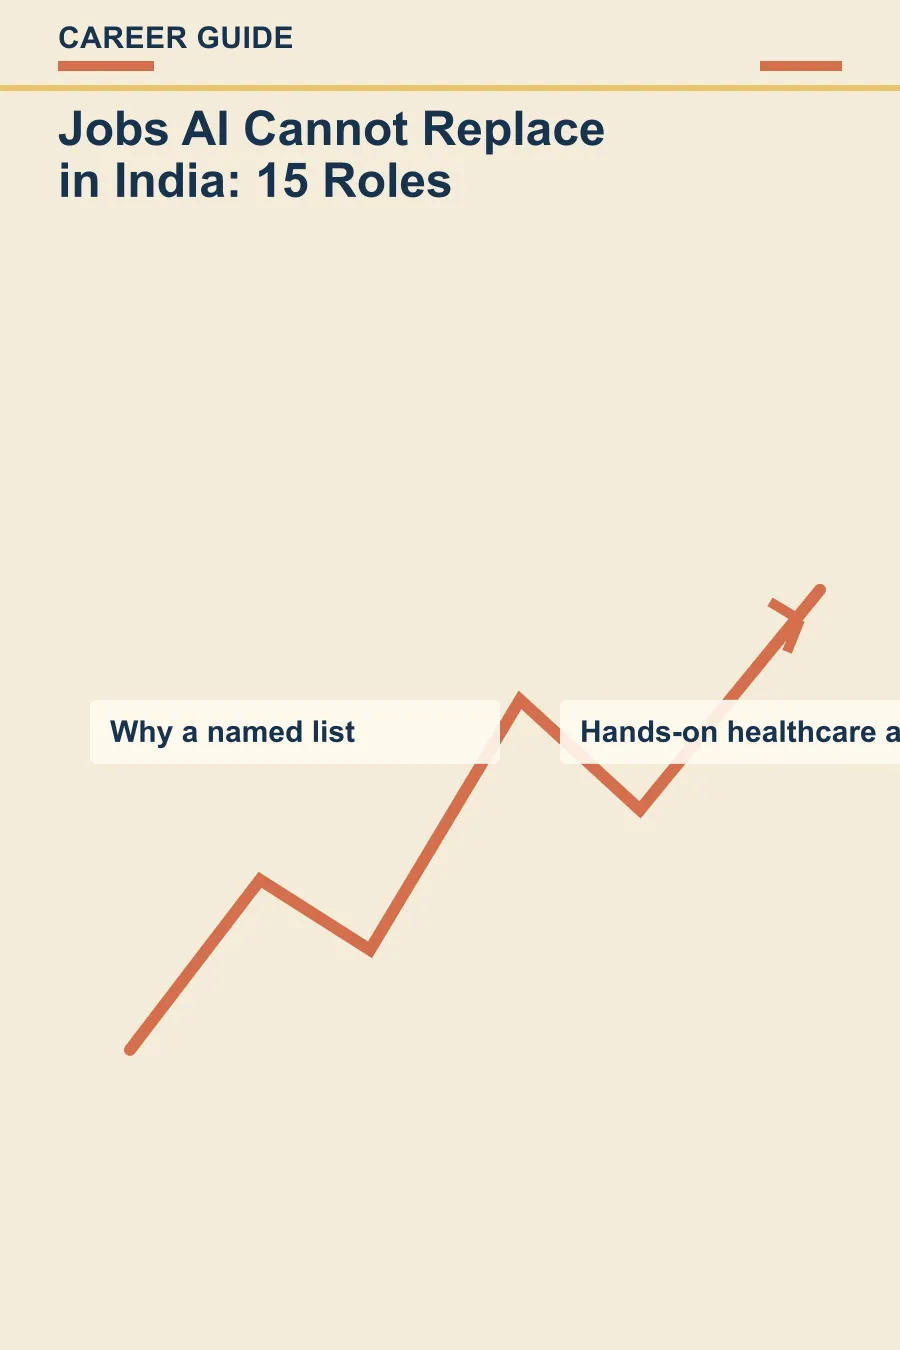 CAREER GUIDE
Jobs AI Cannot Replace
in India: 15 Roles
Why a named list
Hands-on healthcare a